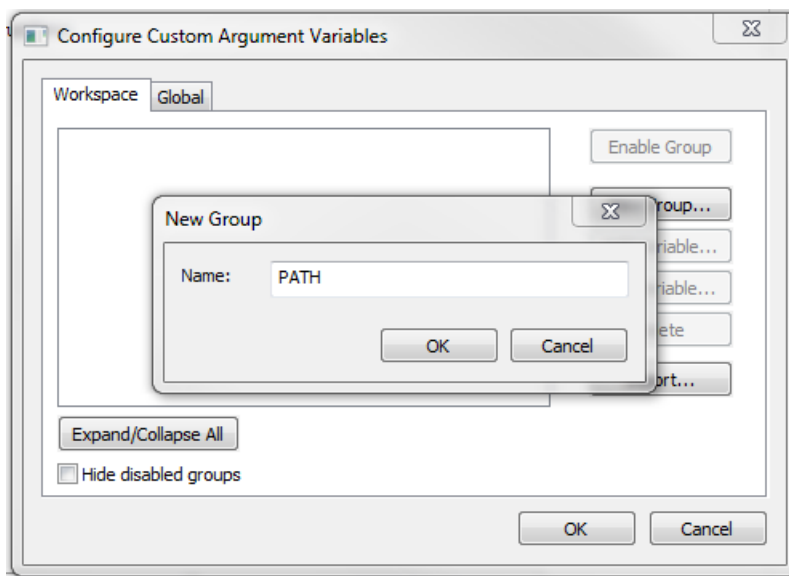 Configure Custom Argument Variables
Workspace
Global
Enable Group
New Group
Name:
PATH
OK
Cancel
Expand/Collapse All
Hide disabled groups
OK
Cancel